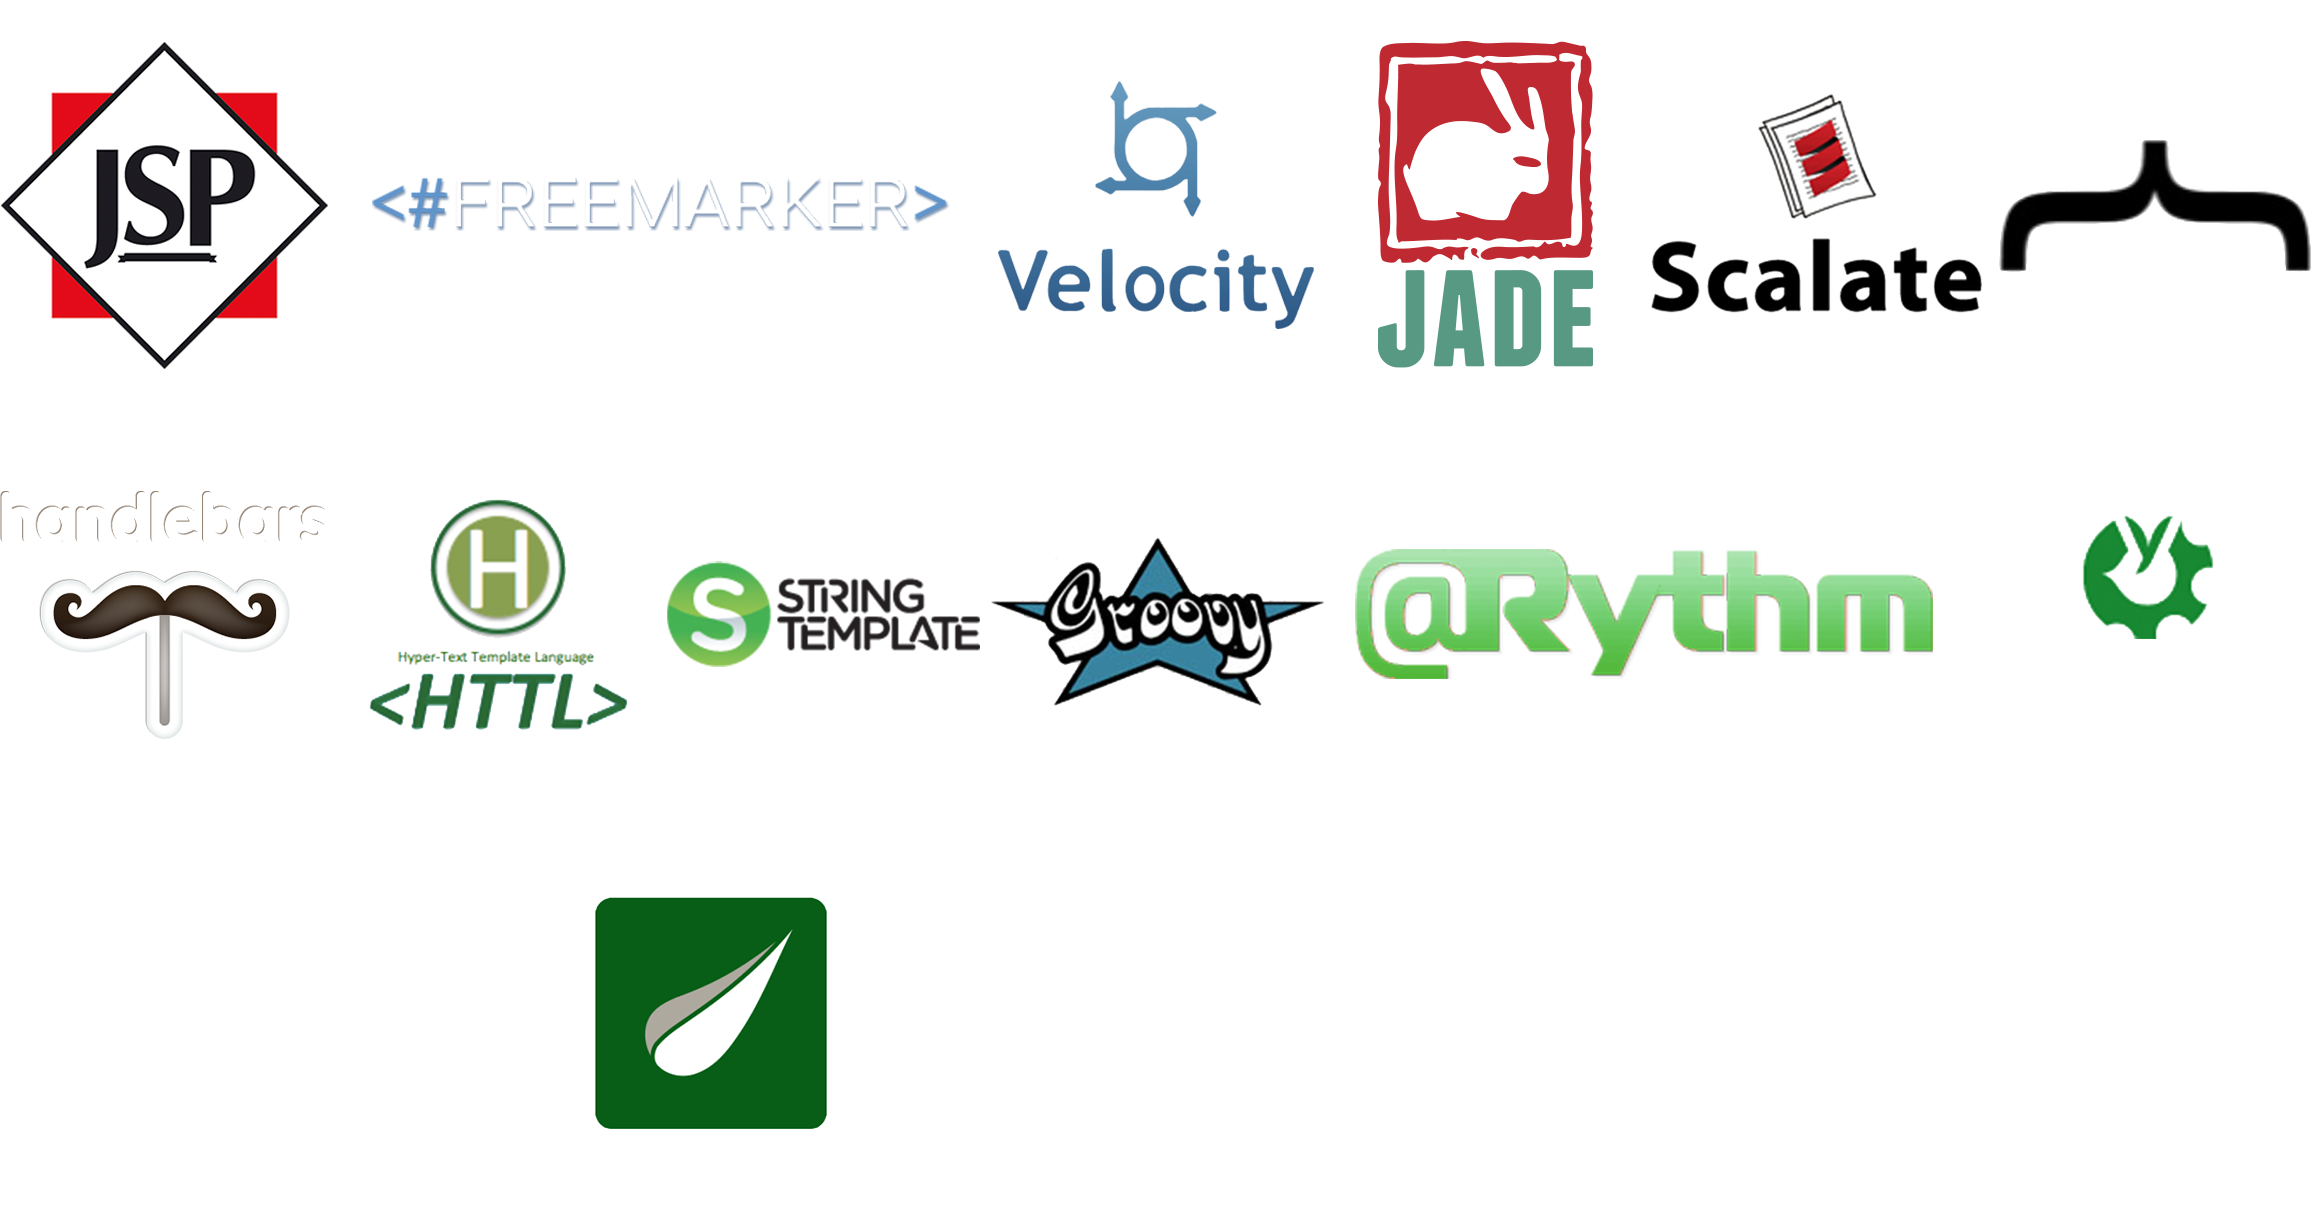 JSP
<#FREEMARKER>
Velocity
JADE
Scalate
handlebars
H
Hyper-Text Template Language
<HTTL>
S
STRING
TEMPLATE
Groovy
@Rythm